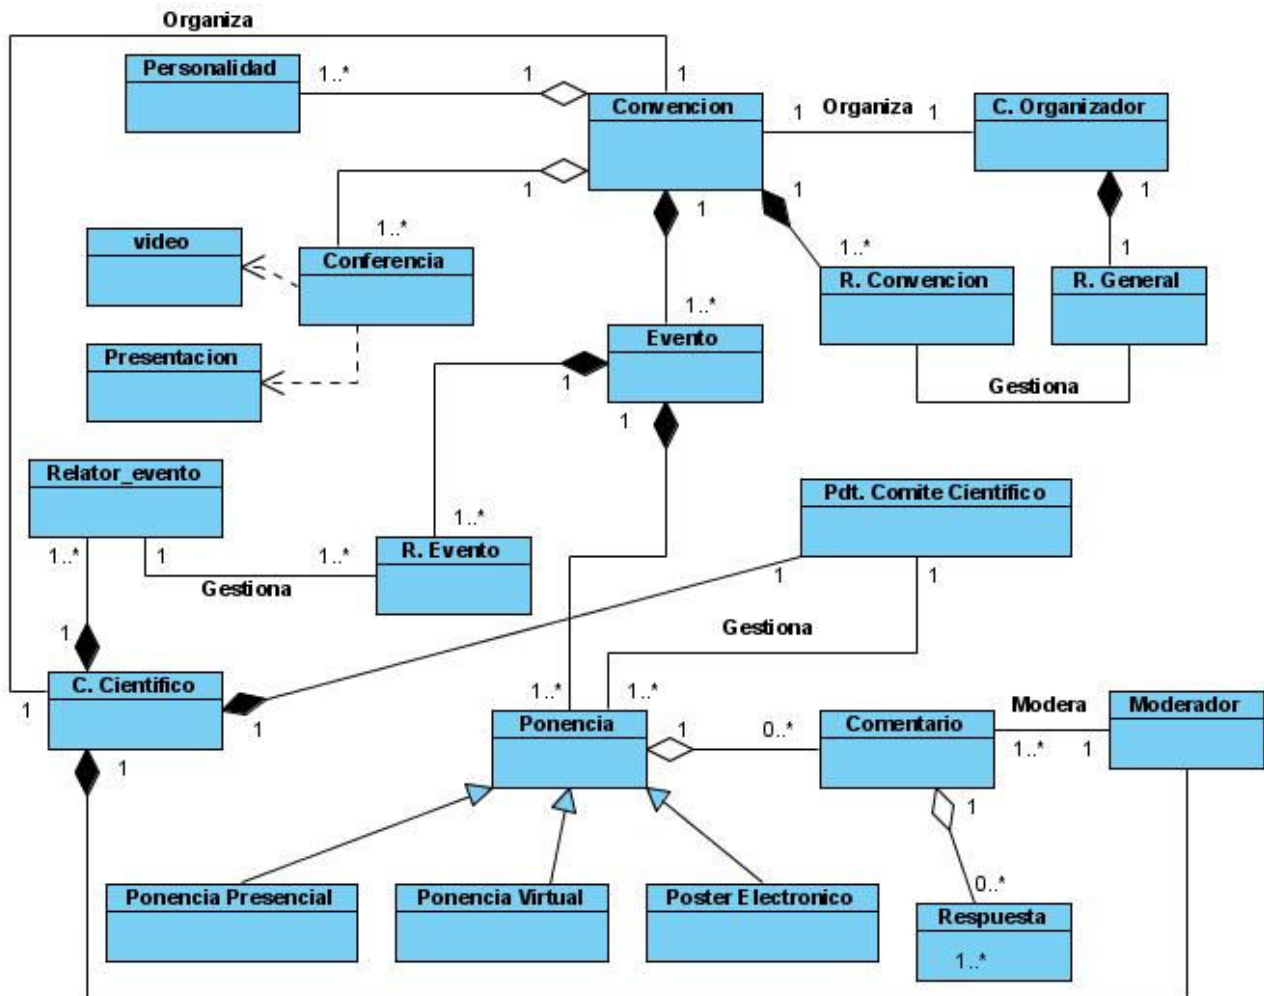 Organiza
Personalidad
1..*
1
1
Convencion
1
Organiza
1
C. Organizador
1
1
1
1
1..*
1..*
1
video
Conferencia
R. Convencion
R. General
1..*
Presentacion
Evento
1
Gestiona
1
Relator_evento
Pdt. Comite Cientifico
1..*
1..*
1
1..*
R. Evento
1
1
Gestiona
Gestiona
1
C. Cientifico
1..*
1..*
1
1
Ponencia
1
0..*
Comentario
Modera
Moderador
1..*
1
1
1
Ponencia Presencial
Ponencia Virtual
Poster Electronico
0..*
Respuesta
1..*